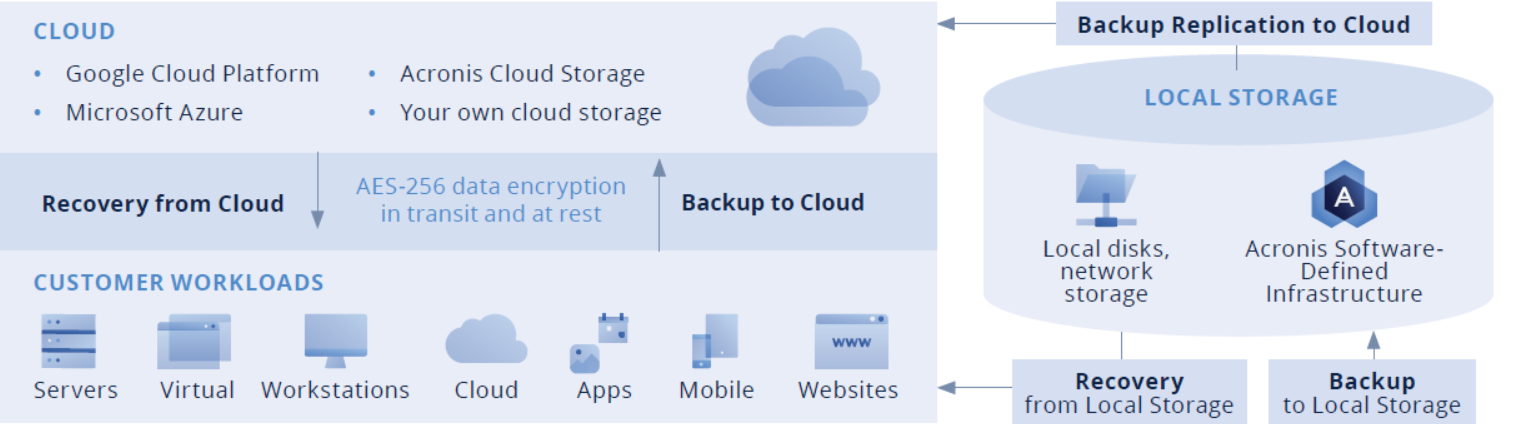 CLOUD
• Google Cloud Platform
• Microsoft Azure
• Acronis Cloud Storage
• Your own cloud storage
Recovery from Cloud
AES-256 data encryption
in transit and at rest
Backup to Cloud
CUSTOMER WORKLOADS
Servers
Virtual
Workstations
Cloud
Apps
Mobile
www
Websites
Backup Replication to Cloud
LOCAL STORAGE
Local disks,
network
storage
A
Acronis Software-
Defined
Infrastructure
Recovery
from Local Storage
Backup
to Local Storage